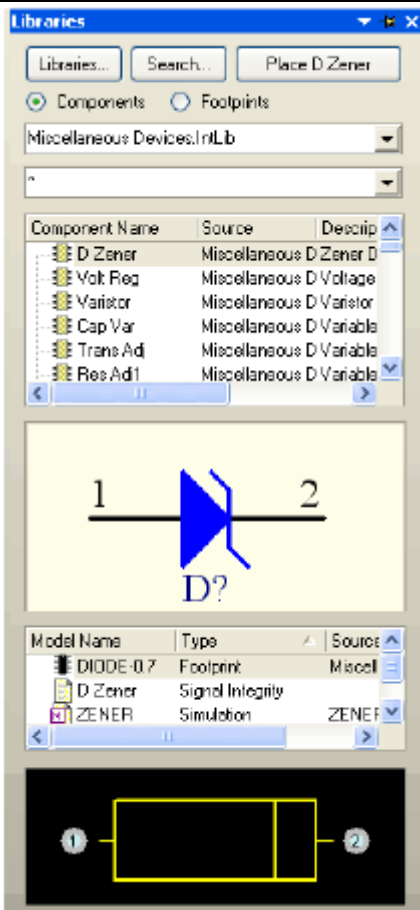 Libraries
Libraries... Search... Place D Zener
Components Footprints
Miscellaneous Devices.IntLib
*
Component Name Source Descrip
D Zener Miscellaneous D Zener D
Volt Reg Miscellaneous D Voltage
Varistor Miscellaneous D Varistor
Cap Var Miscellaneous D Variable
Trans Adj Miscellaneous D Variable
Res Adj1 Miscellaneous D Variable
1 2
D?
Model Name Type Source
DIODE-0.7 Footprint Miscell
D Zener Signal Integrity
ZENER Simulation ZENER
1 2